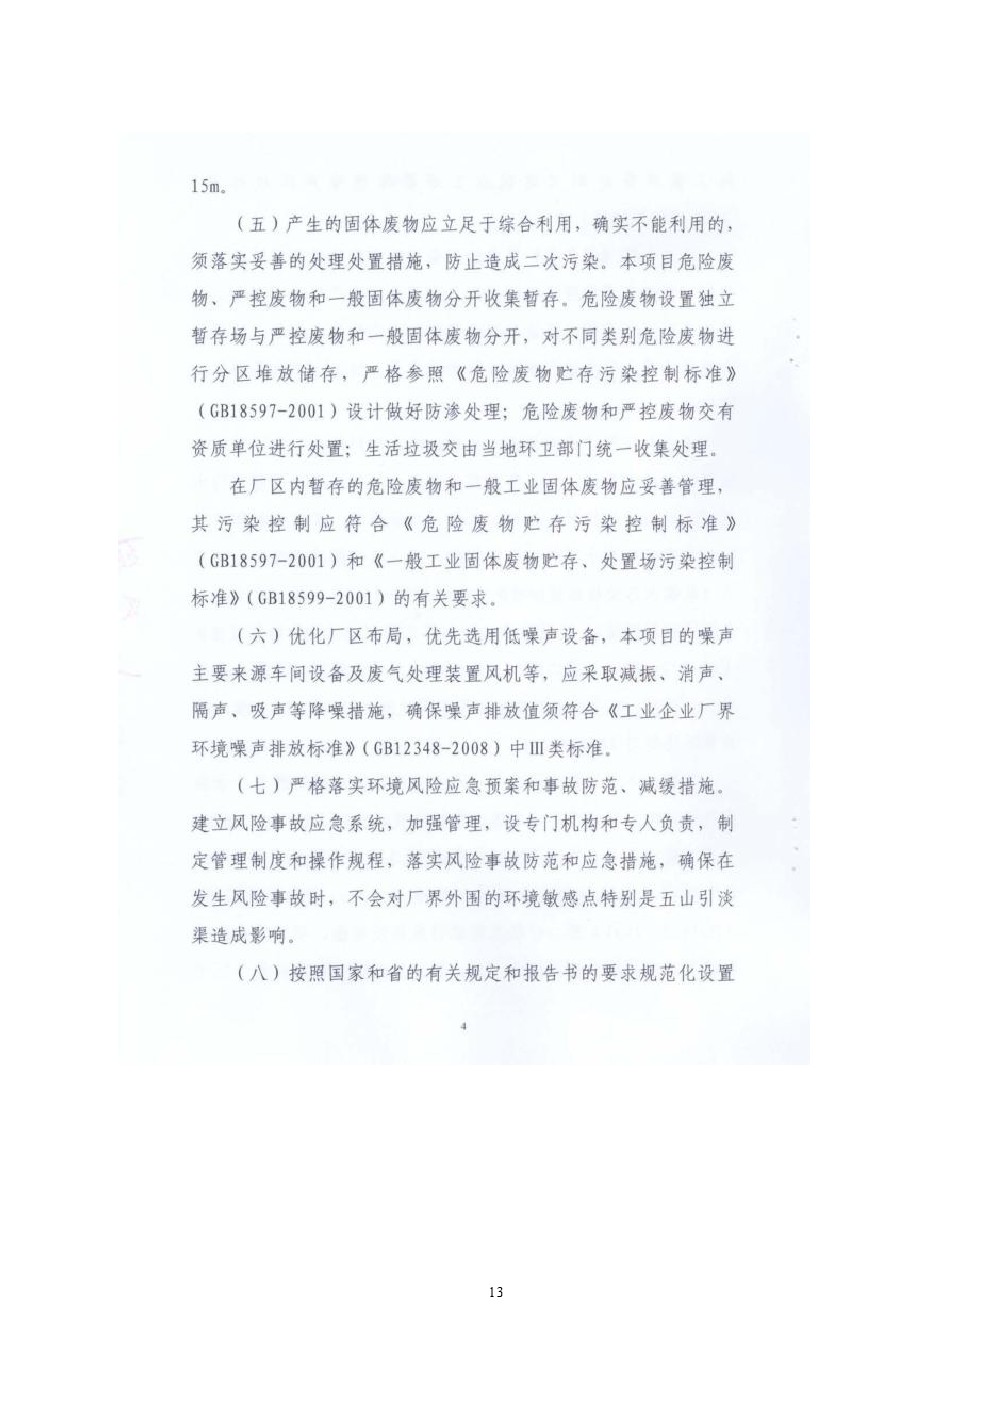 15m。
（五）产生的固体废物应立足于综合利用，确实不能利用的，
须落实妥善的处理处置措施，防止造成二次污染。本项目危险废
物、严控废物和一般固体废物分开收集暂存。危险废物设置独立
暂存场与严控废物和一般固体废物分开，对不同类别危险废物进
行分区堆放储存，严格参照《危险废物贮存污染控制标准》
（GB18597-2001）设计做好防渗处理；危险废物和严控废物交有
资质单位进行处置；生活垃圾交由当地环卫部门统一收集处理。
在厂区内暂存的危险废物和一般工业固体废物应妥善管理，
其污染控制应符合《危险废物贮存污染控制标准》
（GB18597-2001）和《一般工业固体废物贮存、处置场污染控制
标准》（GB18599-2001）的有关要求。
（六）优化厂区布局，优先选用低噪声设备，本项目的噪声
主要来源车间设备及废气处理装置风机等，应采取减振、消声、
隔声、吸声等降噪措施，确保噪声排放值须符合《工业企业厂界
环境噪声排放标准》（GB12348-2008）中Ⅲ类标准。
（七）严格落实环境风险应急预案和事故防范、减缓措施。
建立风险事故应急系统，加强管理，设专门机构和专人负责，制
定管理制度和操作规程，落实风险事故防范和应急措施，确保在
发生风险事故时，不会对厂界外围的环境敏感点特别是五山引淡
渠造成影响。
（八）按照国家和省的有关规定和报告书的要求规范化设置
4
13